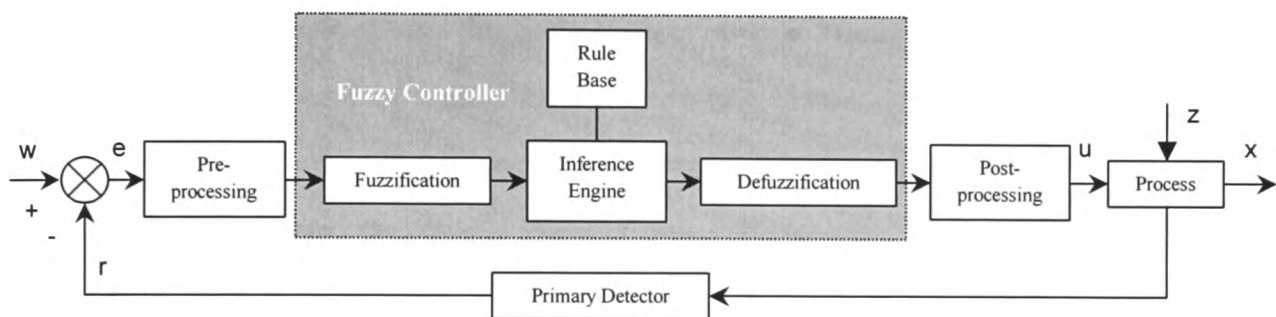 Rule
Base
Fuzzy Controller
z
w
e
Pre-
processing
Fuzzification
Inference
Engine
Defuzzification
Post-
processing
u
Process
x
+
-
r
Primary Detector